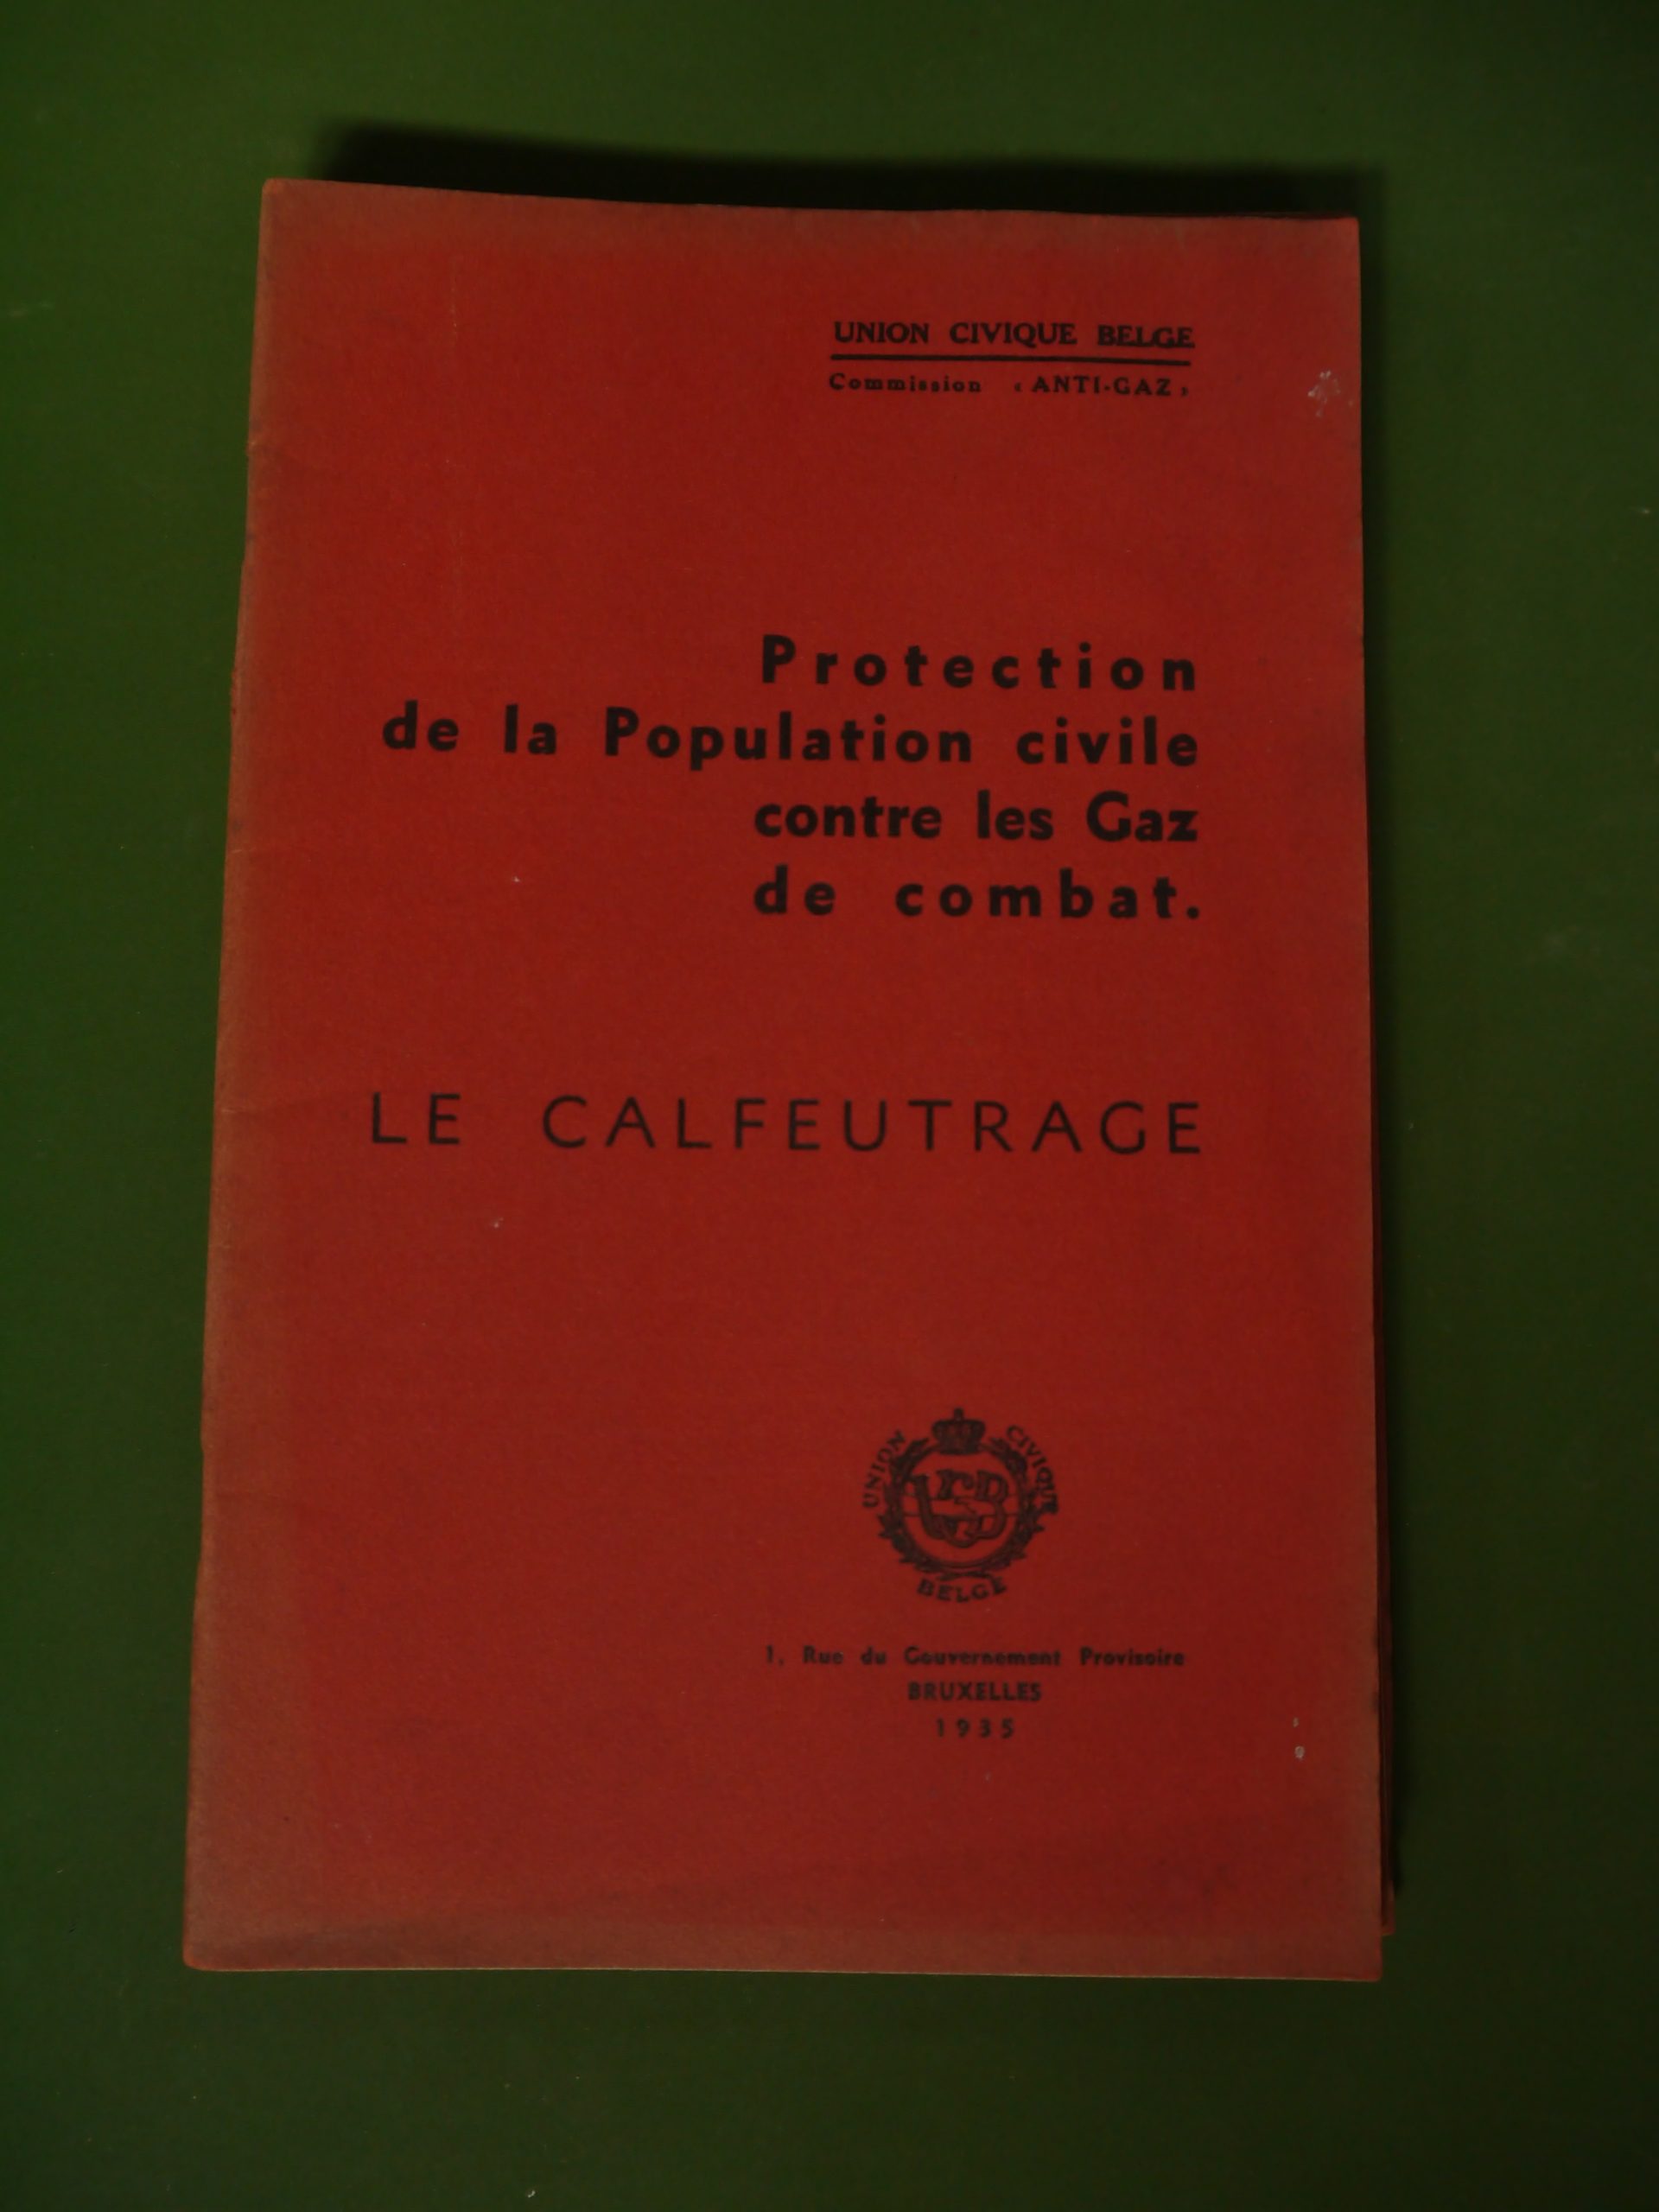 UNION CIVIQUE BELGE
Commission « ANTI-GAZ »
Protection
de la Population civile
contre les Gaz
de combat.
LE CALFEUTRAGE
UNION CIVIQUE
UCB
BELGE
1, Rue du Gouvernement Provisoire
BRUXELLES
1935